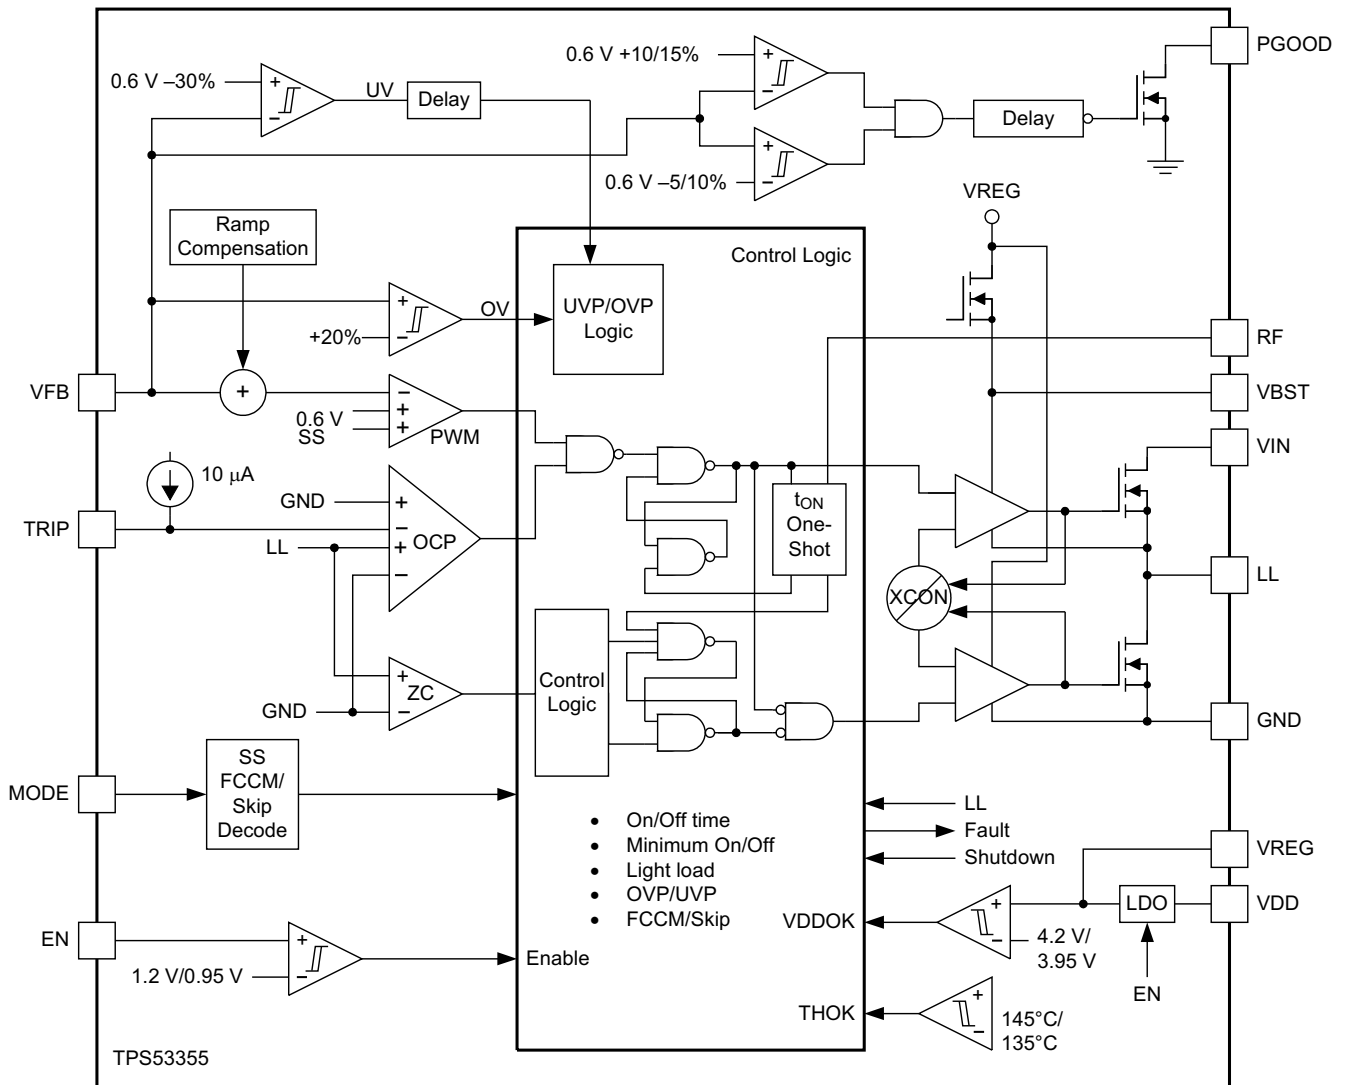 PGOOD
0.6 V +10/15%
0.6 V –30%
+
–
UV
Delay
+
–
Delay
+
–
0.6 V –5/10%
VREG
Ramp
Compensation
Control Logic
UVP/OVP
Logic
+
–
OV
+20%
RF
VFB
+
–
+
+
0.6 V
SS
PWM
VBST
VIN
10 μA
GND
TRIP
LL
+
–
+
–
OCP
tON
One-
Shot
XCON
LL
Control
Logic
+
–
ZC
GND
GND
MODE
SS
FCCM/
Skip
Decode
• On/Off time
• Minimum On/Off
• Light load
• OVP/UVP
• FCCM/Skip
LL
Fault
Shutdown
VREG
VDDOK
+
–
4.2 V/
3.95 V
LDO
VDD
EN
EN
+
–
1.2 V/0.95 V
Enable
THOK
+
–
145°C/
135°C
TPS53355